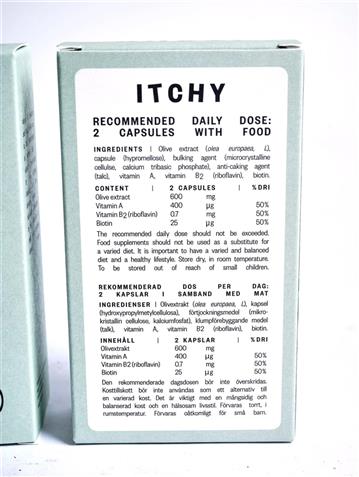 ITCHY
RECOMMENDED DAILY DOSE:
2 CAPSULES WITH FOOD
INGREDIENTS | Olive extract (olea europaea, L),
capsule (hypromellose), bulking agent (microcrystalline
cellulse, calcium tribasic phosphate), anti-caking agent
(talc), vitamin A, vitamin B2 (riboflavin), biotin.
CONTENT | 2 CAPSULES | %DRI
Olive extract 600 mg
Vitamin A 400 µg 50%
Vitamin B2 (riboflavin) 0.7 mg 50%
Biotin 25 µg 50%
The recommended daily dose should not be exceeded.
Food supplements should not be used as a substitute for
a varied diet. It is important to have a varied and balanced
diet and a healthy lifestyle. Store dry, in room temperature.
To be stored out of reach of small children.
REKOMMENDERAD DOS PER DAG:
2 KAPSLAR I SAMBAND MED MAT
INGREDIENSER | Olivextrakt (olea europaea, L), kapsel
(hydroxypropylmetylcellulosa), förtjockningsmedel (mikro-
kristallin cellulose, kalciumfosfat), klumpförebyggande medel
(talk), vitamin A, vitamin B2 (riboflavin), biotin.
INNEHÅLL | 2 KAPSLAR | %DRI
Olivextrakt 600 mg
Vitamin A 400 µg 50%
Vitamin B2 (riboflavin) 0.7 mg 50%
Biotin 25 µg 50%
Den rekommenderade dagsdosen bör inte överskridas.
Kosttillskott bör inte användas som ett alternativ till
en varierad kost. Det är viktigt med en mångsidig och
balanserad kost och en hälsosam livsstil. Förvaras torrt, i
rumstemperatur. Förvaras oåtkomligt för små barn.